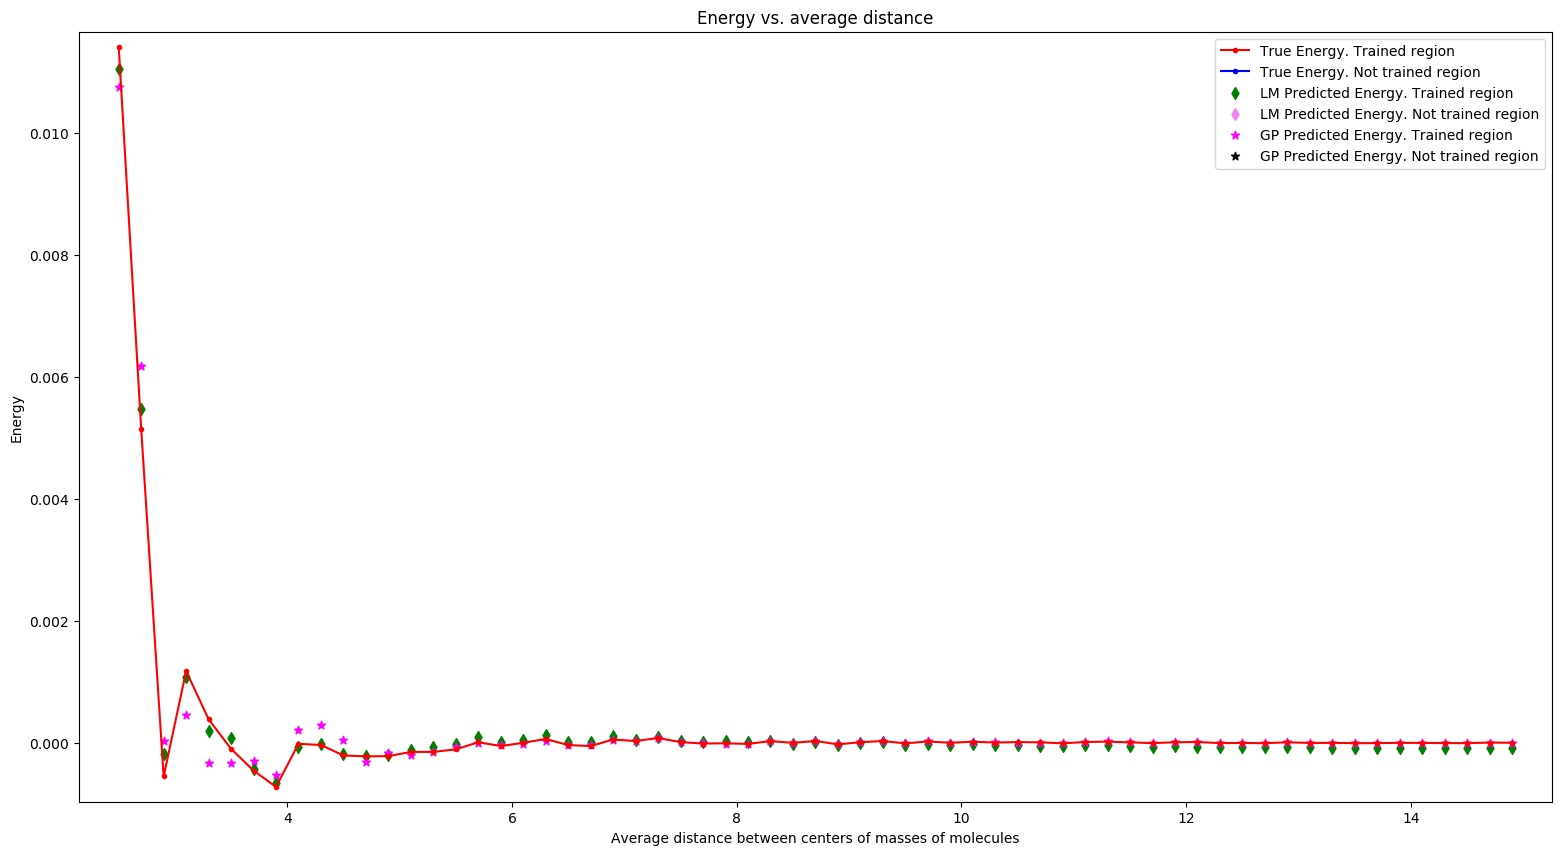 Energy vs. average distance
True Energy. Trained region
True Energy. Not trained region
LM Predicted Energy. Trained region
LM Predicted Energy. Not trained region
GP Predicted Energy. Trained region
GP Predicted Energy. Not trained region
0.010
0.008
0.006
0.004
0.002
0.000
Energy
4 6 8 10 12 14
Average distance between centers of masses of molecules